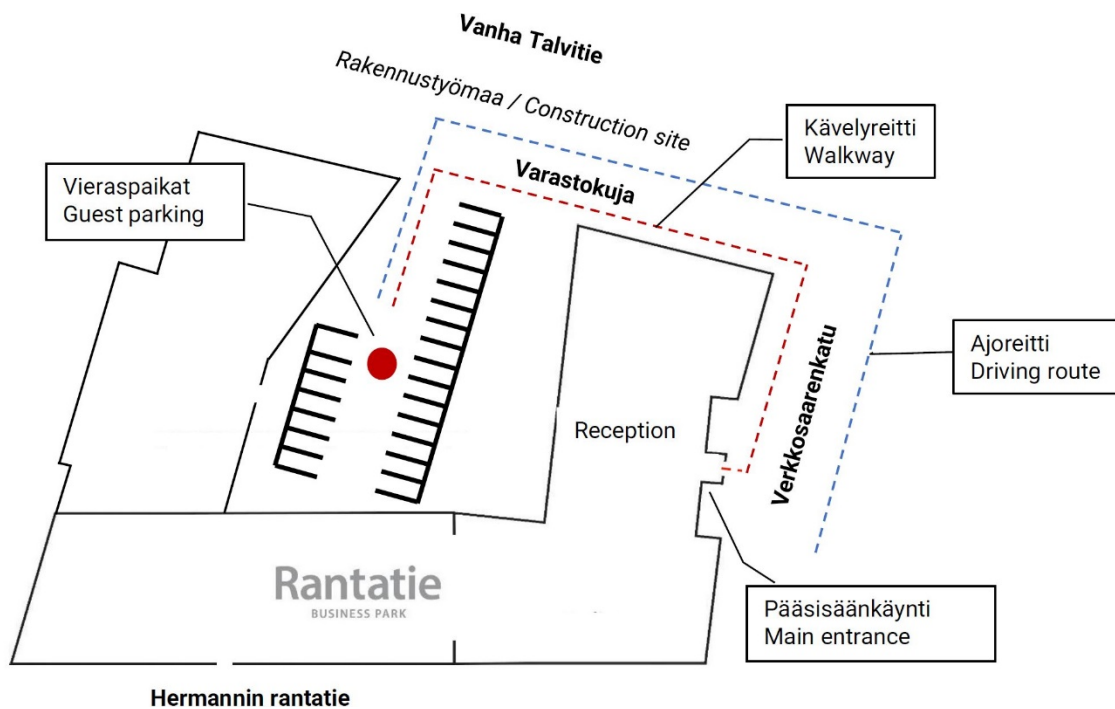 Vanha Talvitie
Rakennustyömaa / Construction site
Kävelyreitti
Walkway
Varastokuja
Vieraspaikat
Guest parking
Ajoreitti
Driving route
Verkkosaarenkatu
Reception
Rantatie
BUSINESS PARK
Pääsisäänkäynti
Main entrance
Hermannin rantatie